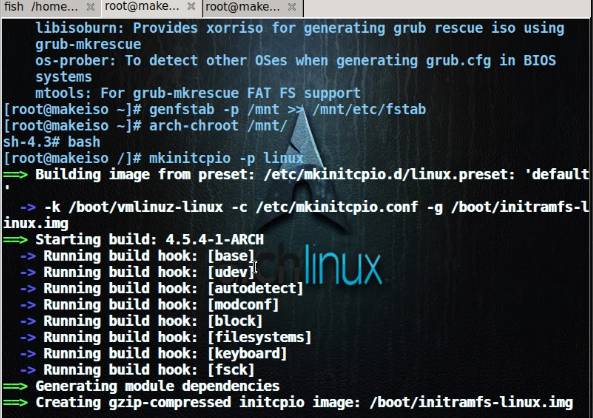 fish /home...
root@make...
root@make...
libisoburn: Provides xorriso for generating grub rescue iso using
grub-mkrescue
os-prober: To detect other OSes when generating grub.cfg in BIOS
systems
mtools: For grub-mkrescue FAT FS support
[root@makeiso ~]# genfstab -p /mnt >> /mnt/etc/fstab
[root@makeiso ~]# arch-chroot /mnt/
sh-4.3# bash
[root@makeiso /]# mkinitcpio -p linux
==> Building image from preset: /etc/mkinitcpio.d/linux.preset: 'default
'
-> -k /boot/vmlinuz-linux -c /etc/mkinitcpio.conf -g /boot/initramfs-l
inux.img
==> Starting build: 4.5.4-1-ARCH
-> Running build hook: [base]
-> Running build hook: [udev]
-> Running build hook: [autodetect]
-> Running build hook: [modconf]
-> Running build hook: [block]
-> Running build hook: [filesystems]
-> Running build hook: [keyboard]
-> Running build hook: [fsck]
==> Generating module dependencies
==> Creating gzip-compressed initcpio image: /boot/initramfs-linux.img
linux